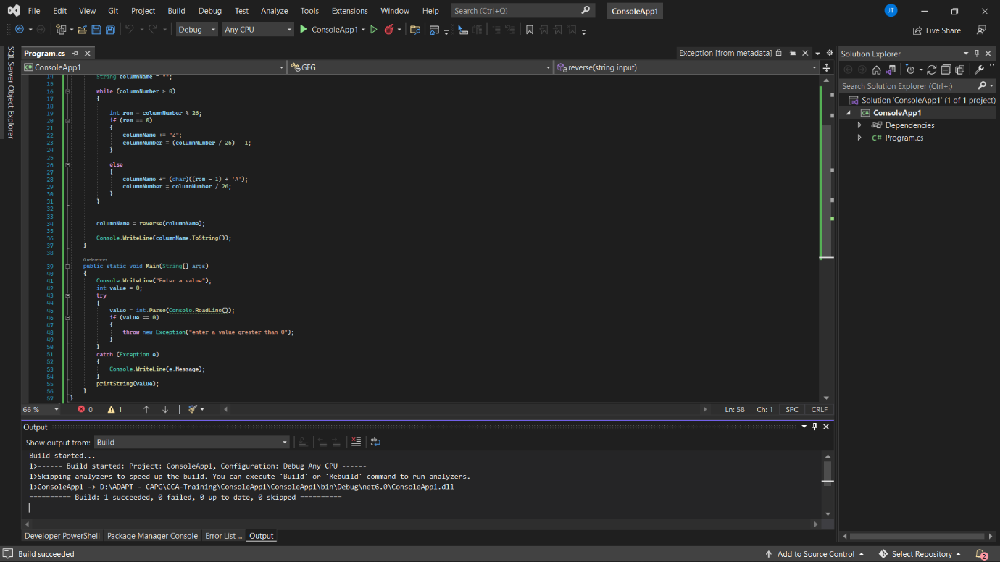 File Edit View Git Project Build Debug Test Analyze Tools Extensions Window Help Search (Ctrl+Q) ConsoleApp1 JT
Debug Any CPU ConsoleApp1 Live Share
SQL Server Object Explorer
Program.cs Exception [from metadata]
ConsoleApp1 GFG reverse(string input)
14 String columnName = "";
15
16 while (columnNumber > 0)
17 {
18
19 int rem = columnNumber % 26;
20 if (rem == 0)
21 {
22 columnName += "Z";
23 columnNumber = (columnNumber / 26) - 1;
24 }
25
26 else
27 {
28 columnName += (char)((rem - 1) + 'A');
29 columnNumber = columnNumber / 26;
30 }
31 }
32
33
34 columnName = reverse(columnName);
35
36 Console.WriteLine(columnName.ToString());
37 }
38
0 references
39 public static void Main(String[] args)
40 {
41 Console.WriteLine("Enter a value");
42 int value = 0;
43 try
44 {
45 value = int.Parse(Console.ReadLine());
46 if (value == 0)
47 {
48 throw new Exception("enter a value greater than 0");
49 }
50 }
51 catch (Exception e)
52 {
53 Console.WriteLine(e.Message);
54 }
55 printString(value);
56 }
57 }
66 % 0 1 Ln: 58 Ch: 1 SPC CRLF
Output
Show output from: Build
Build started...
1>------ Build started: Project: ConsoleApp1, Configuration: Debug Any CPU ------
1>Skipping analyzers to speed up the build. You can execute 'Build' or 'Rebuild' command to run analyzers.
1>ConsoleApp1 -> D:\ADAPT - CAPG\CCA-Training\ConsoleApp1\ConsoleApp1\bin\Debug\net6.0\ConsoleApp1.dll
========== Build: 1 succeeded, 0 failed, 0 up-to-date, 0 skipped ==========
Developer PowerShell Package Manager Console Error List ... Output
Solution Explorer
Search Solution Explorer (Ctrl+;)
Solution 'ConsoleApp1' (1 of 1 project)
C# ConsoleApp1
Dependencies
C# Program.cs
Build succeeded Add to Source Control Select Repository 2